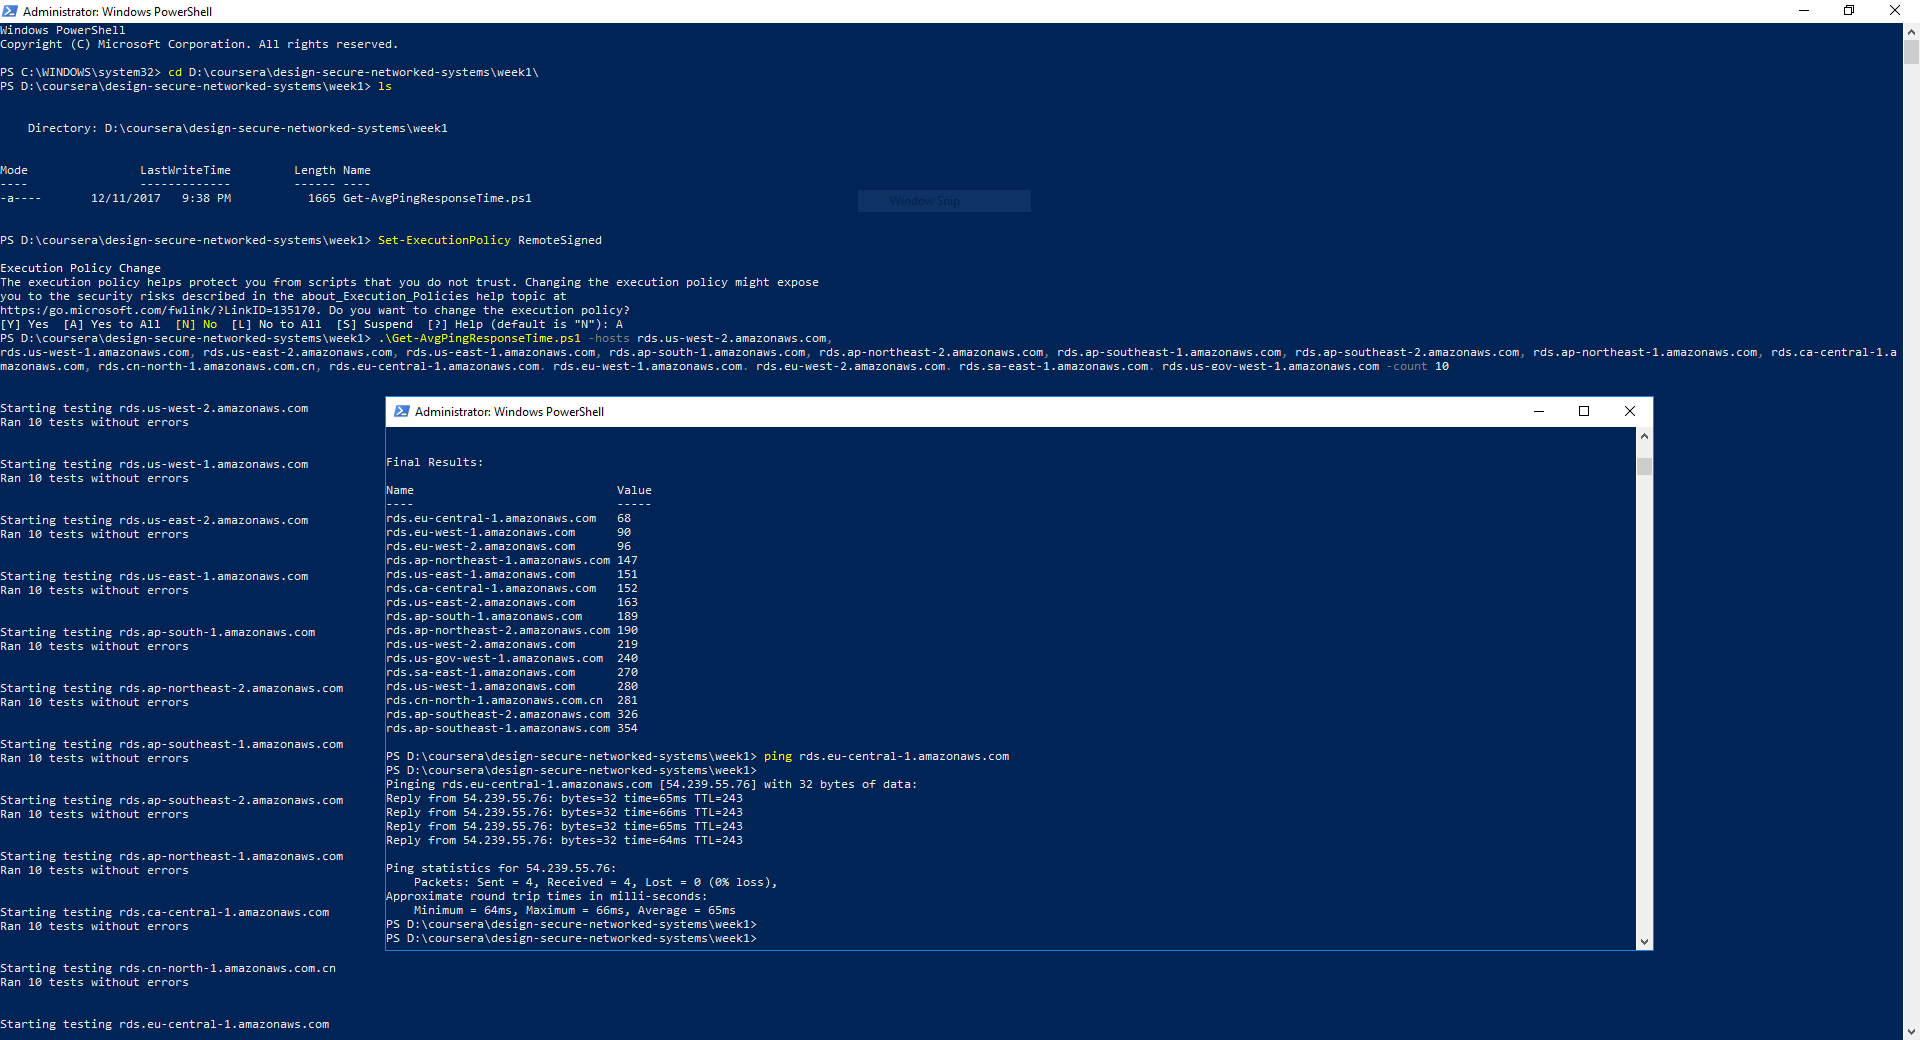 Administrator: Windows PowerShell
Windows PowerShell
Copyright (C) Microsoft Corporation. All rights reserved.
PS C:\WINDOWS\system32> cd D:\coursera\design-secure-networked-systems\week1\
PS D:\coursera\design-secure-networked-systems\week1> ls
Directory: D:\coursera\design-secure-networked-systems\week1
Mode LastWriteTime Length Name
---- ------------- ------ ----
-a---- 12/11/2017 9:38 PM 1665 Get-AvgPingResponseTime.ps1
Window Snip
PS D:\coursera\design-secure-networked-systems\week1> Set-ExecutionPolicy RemoteSigned
Execution Policy Change
The execution policy helps protect you from scripts that you do not trust. Changing the execution policy might expose
you to the security risks described in the about_Execution_Policies help topic at
https:/go.microsoft.com/fwlink/?LinkID=135170. Do you want to change the execution policy?
[Y] Yes [A] Yes to All [N] No [L] No to All [S] Suspend [?] Help (default is "N"): A
PS D:\coursera\design-secure-networked-systems\week1> .\Get-AvgPingResponseTime.ps1 -hosts rds.us-west-2.amazonaws.com,
rds.us-west-1.amazonaws.com, rds.us-east-2.amazonaws.com, rds.us-east-1.amazonaws.com, rds.ap-south-1.amazonaws.com, rds.ap-northeast-2.amazonaws.com, rds.ap-southeast-1.amazonaws.com, rds.ap-southeast-2.amazonaws.com, rds.ap-northeast-1.amazonaws.com, rds.ca-central-1.a
mazonaws.com, rds.cn-north-1.amazonaws.com.cn, rds.eu-central-1.amazonaws.com, rds.eu-west-1.amazonaws.com, rds.eu-west-2.amazonaws.com, rds.sa-east-1.amazonaws.com, rds.us-gov-west-1.amazonaws.com -count 10
Starting testing rds.us-west-2.amazonaws.com
Ran 10 tests without errors
Starting testing rds.us-west-1.amazonaws.com
Ran 10 tests without errors
Starting testing rds.us-east-2.amazonaws.com
Ran 10 tests without errors
Starting testing rds.us-east-1.amazonaws.com
Ran 10 tests without errors
Starting testing rds.ap-south-1.amazonaws.com
Ran 10 tests without errors
Starting testing rds.ap-northeast-2.amazonaws.com
Ran 10 tests without errors
Starting testing rds.ap-southeast-1.amazonaws.com
Ran 10 tests without errors
Starting testing rds.ap-southeast-2.amazonaws.com
Ran 10 tests without errors
Starting testing rds.ap-northeast-1.amazonaws.com
Ran 10 tests without errors
Starting testing rds.ca-central-1.amazonaws.com
Ran 10 tests without errors
Starting testing rds.cn-north-1.amazonaws.com.cn
Ran 10 tests without errors
Starting testing rds.eu-central-1.amazonaws.com
Administrator: Windows PowerShell
Final Results:
Name Value
---- -----
rds.eu-central-1.amazonaws.com 68
rds.eu-west-1.amazonaws.com 90
rds.eu-west-2.amazonaws.com 96
rds.ap-northeast-1.amazonaws.com 147
rds.us-east-1.amazonaws.com 151
rds.ca-central-1.amazonaws.com 152
rds.us-east-2.amazonaws.com 163
rds.ap-south-1.amazonaws.com 189
rds.ap-northeast-2.amazonaws.com 190
rds.us-west-2.amazonaws.com 219
rds.us-gov-west-1.amazonaws.com 240
rds.sa-east-1.amazonaws.com 270
rds.us-west-1.amazonaws.com 280
rds.cn-north-1.amazonaws.com.cn 281
rds.ap-southeast-2.amazonaws.com 326
rds.ap-southeast-1.amazonaws.com 354
PS D:\coursera\design-secure-networked-systems\week1> ping rds.eu-central-1.amazonaws.com
PS D:\coursera\design-secure-networked-systems\week1>
Pinging rds.eu-central-1.amazonaws.com [54.239.55.76] with 32 bytes of data:
Reply from 54.239.55.76: bytes=32 time=65ms TTL=243
Reply from 54.239.55.76: bytes=32 time=66ms TTL=243
Reply from 54.239.55.76: bytes=32 time=65ms TTL=243
Reply from 54.239.55.76: bytes=32 time=64ms TTL=243
Ping statistics for 54.239.55.76:
Packets: Sent = 4, Received = 4, Lost = 0 (0% loss),
Approximate round trip times in milli-seconds:
Minimum = 64ms, Maximum = 66ms, Average = 65ms
PS D:\coursera\design-secure-networked-systems\week1>
PS D:\coursera\design-secure-networked-systems\week1>